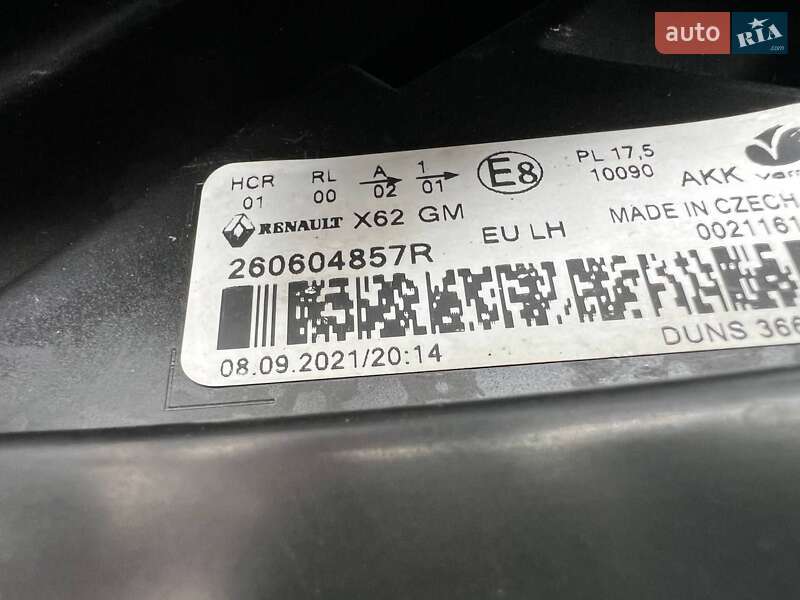 auto RIA.com
HCR RL A 1 E8 PL 17,5 AKK
01 00 02 01 10090
RENAULT X62 GM EU LH MADE IN CZECH
260604857R 0021161
08.09.2021/20:14 DUNS 366